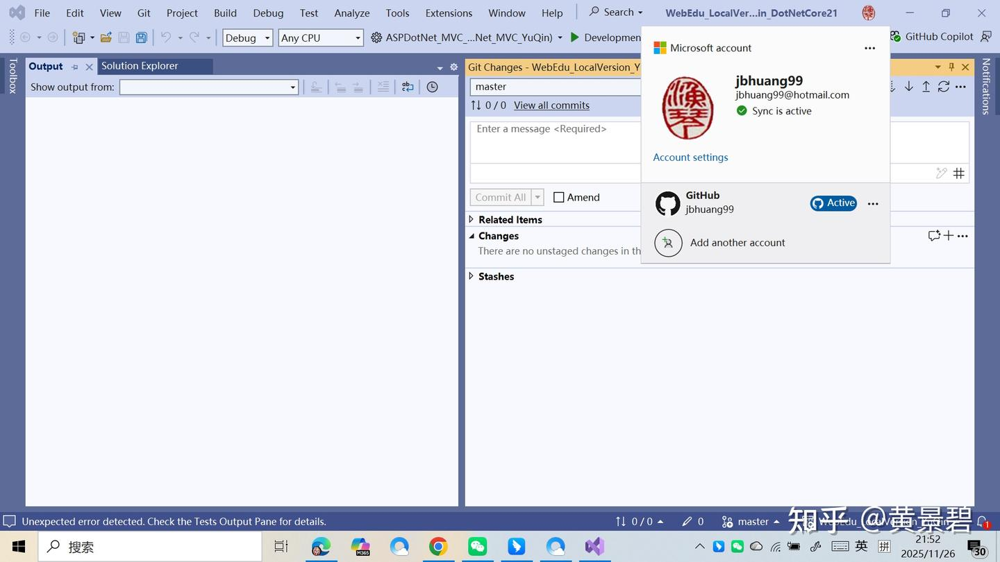 File Edit View Git Project Build Debug Test Analyze Tools Extensions Window Help Search WebEdu_LocalVer...in_DotNetCore21
Debug Any CPU ASPDotNet_MVC_...Net_MVC_YuQin) Developmen GitHub Copilot
Toolbox
Output Solution Explorer
Show output from:
Git Changes - WebEdu_LocalVersion_Y
master
0 / 0 View all commits
Enter a message <Required>
Commit All Amend
Related Items
Changes
There are no unstaged changes in th
Stashes
Microsoft account
jbhuang99
jbhuang99@hotmail.com
Sync is active
Account settings
GitHub
jbhuang99
Active
Add another account
Notifications
Unexpected error detected. Check the Tests Output Pane for details. 0 / 0 0 master
知乎 @黄景碧
搜索
M365
英 拼
21:52
2025/11/26
30
1